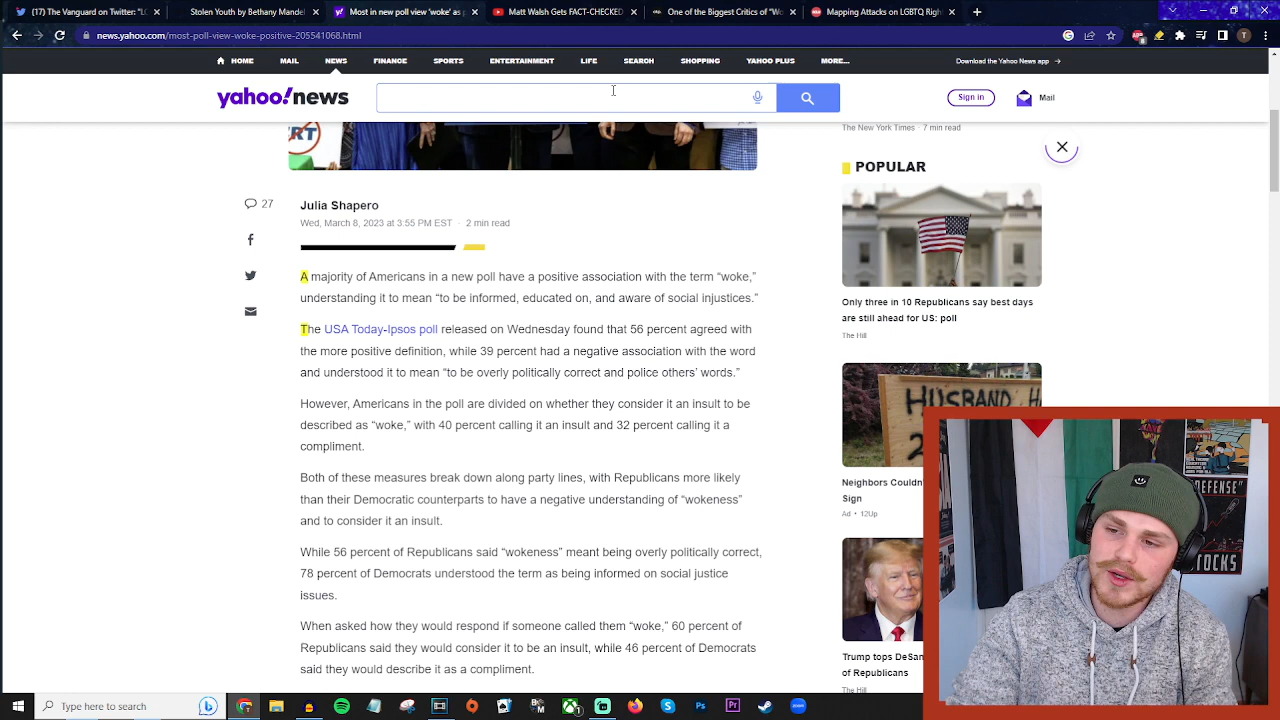 (17) The Vanguard on Twitter: "LO
Stolen Youth by Bethany Mandel
Most in new poll view 'woke' as p
Matt Walsh Gets FACT-CHECKED
One of the Biggest Critics of 'Wo
Mapping Attacks on LGBTQ Righ
news.yahoo.com/most-poll-view-woke-positive-205541068.html
HOME MAIL NEWS FINANCE SPORTS ENTERTAINMENT LIFE SEARCH SHOPPING YAHOO PLUS MORE...
Download the Yahoo News app
yahoo!news
Sign in
Mail
The New York Times · 7 min read
POPULAR
27
Julia Shapero
Wed, March 8, 2023 at 3:55 PM EST · 2 min read
A majority of Americans in a new poll have a positive association with the term “woke,”
understanding it to mean “to be informed, educated on, and aware of social injustices.”
The USA Today-Ipsos poll released on Wednesday found that 56 percent agreed with
the more positive definition, while 39 percent had a negative association with the word
and understood it to mean “to be overly politically correct and police others’ words.”
However, Americans in the poll are divided on whether they consider it an insult to be
described as “woke,” with 40 percent calling it an insult and 32 percent calling it a
compliment.
Both of these measures break down along party lines, with Republicans more likely
than their Democratic counterparts to have a negative understanding of “wokeness”
and to consider it an insult.
While 56 percent of Republicans said “wokeness” meant being overly politically correct,
78 percent of Democrats understood the term as being informed on social justice
issues.
When asked how they would respond if someone called them “woke,” 60 percent of
Republicans said they would consider it to be an insult, while 46 percent of Democrats
said they would describe it as a compliment.
Only three in 10 Republicans say best days
are still ahead for US: poll
The Hill
HUSBAND
Neighbors Couldn
Sign
Ad • 12Up
Trump tops DeSan
of Republicans
The Hill
DEFENSE"
TOCKS
Type here to search
Ps
Pr
zoom